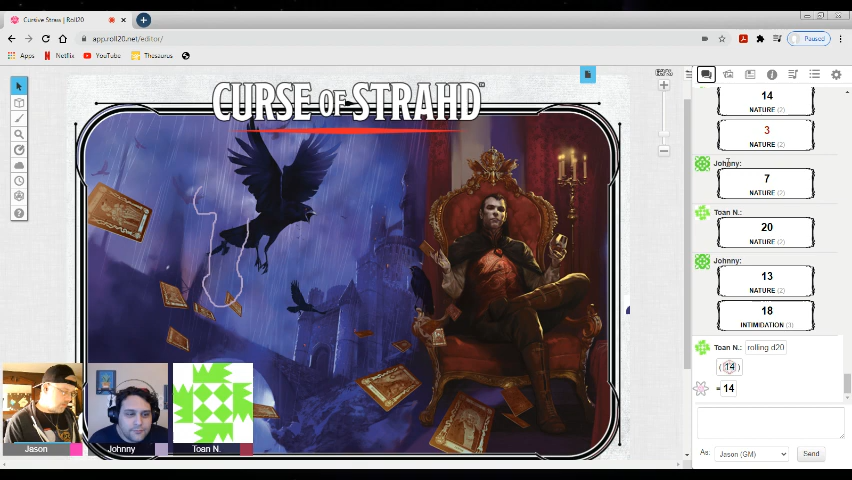 Cursive Strea | Roll20
Paused
app.roll20.net/editor/
Apps
Netflix
YouTube
Thesaurus
CURSE OF STRAHD
14
NATURE (2)
3
NATURE (2)
Johnny:
7
NATURE (2)
Toan N.:
20
NATURE (2)
Johnny:
13
NATURE (2)
18
INTIMIDATION (3)
Toan N.: rolling d20
(14)
=14
As: Jason (GM)
Send
Jason
Johnny
Toan N.